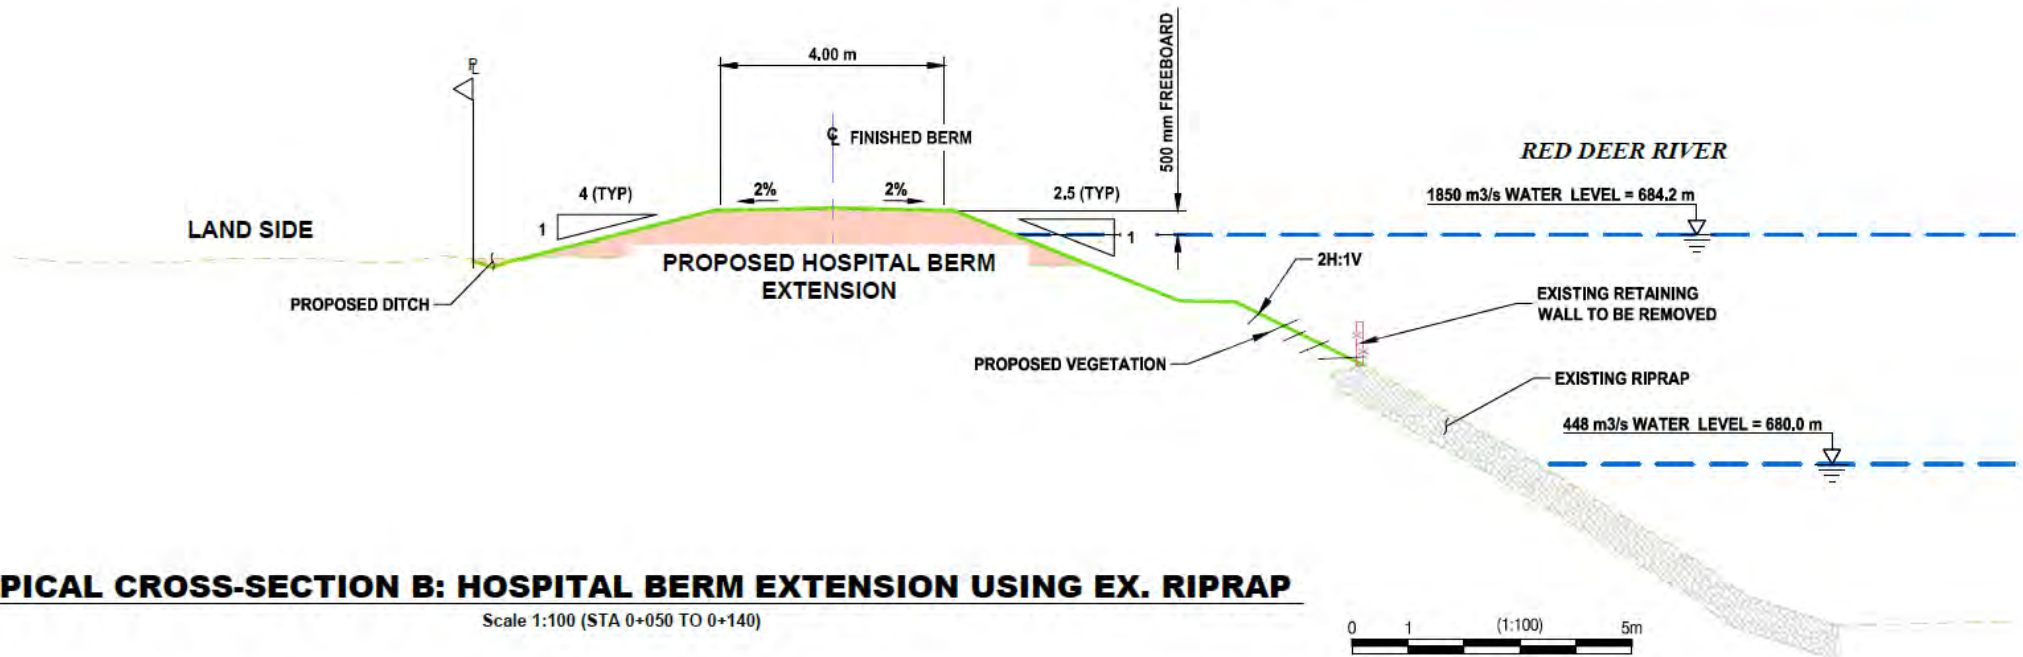 4.00 m
500 mm FREEBOARD
℄ FINISHED BERM
RED DEER RIVER
4 (TYP)
2%
2%
2.5 (TYP)
1850 m3/s WATER LEVEL = 684.2 m
LAND SIDE
1
1
PROPOSED HOSPITAL BERM
EXTENSION
2H:1V
PROPOSED DITCH
EXISTING RETAINING
WALL TO BE REMOVED
PROPOSED VEGETATION
EXISTING RIPRAP
448 m3/s WATER LEVEL = 680.0 m
PICAL CROSS-SECTION B: HOSPITAL BERM EXTENSION USING EX. RIPRAP
Scale 1:100 (STA 0+050 TO 0+140)
0 1 (1:100) 5m